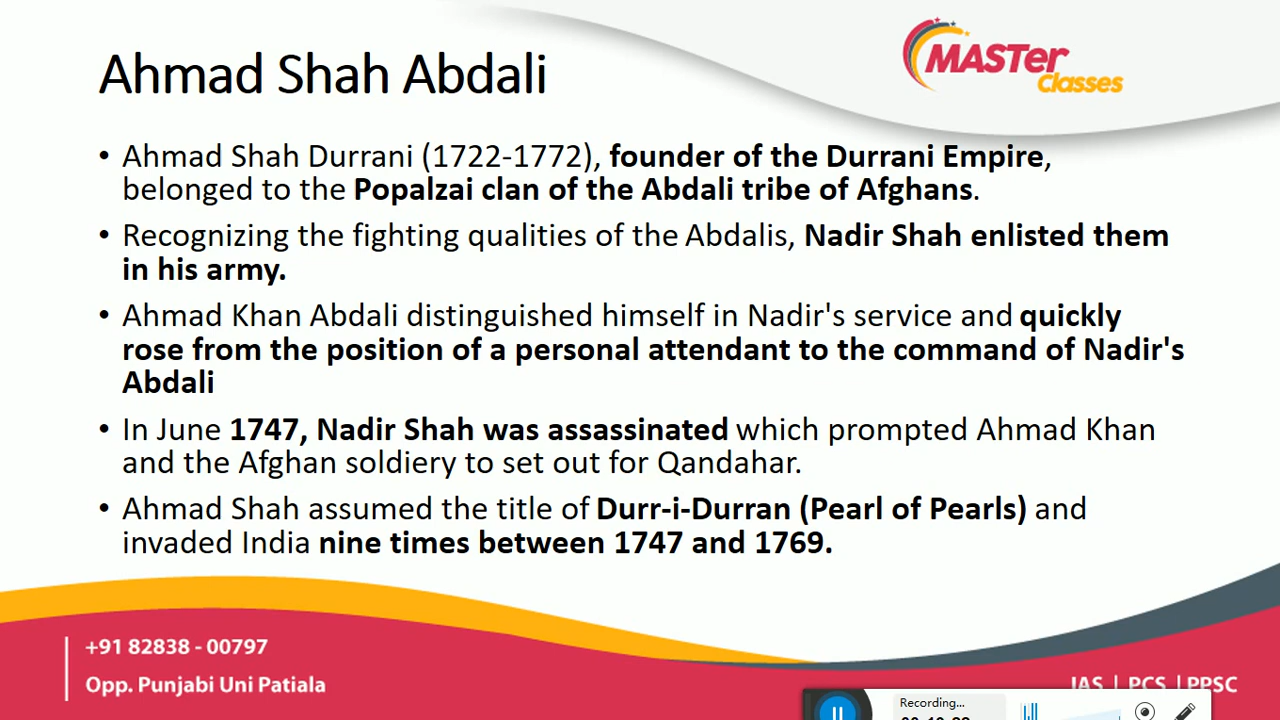 Ahmad Shah Abdali
MASTer
Classes
• Ahmad Shah Durrani (1722-1772), founder of the Durrani Empire,
belonged to the Popalzai clan of the Abdali tribe of Afghans.
• Recognizing the fighting qualities of the Abdalis, Nadir Shah enlisted them
in his army.
• Ahmad Khan Abdali distinguished himself in Nadir's service and quickly
rose from the position of a personal attendant to the command of Nadir's
Abdali
• In June 1747, Nadir Shah was assassinated which prompted Ahmad Khan
and the Afghan soldiery to set out for Qandahar.
• Ahmad Shah assumed the title of Durr-i-Durran (Pearl of Pearls) and
invaded India nine times between 1747 and 1769.
+91 82838 - 00797
Opp. Punjabi Uni Patiala
IAS | PCS | PPSC
Recording...